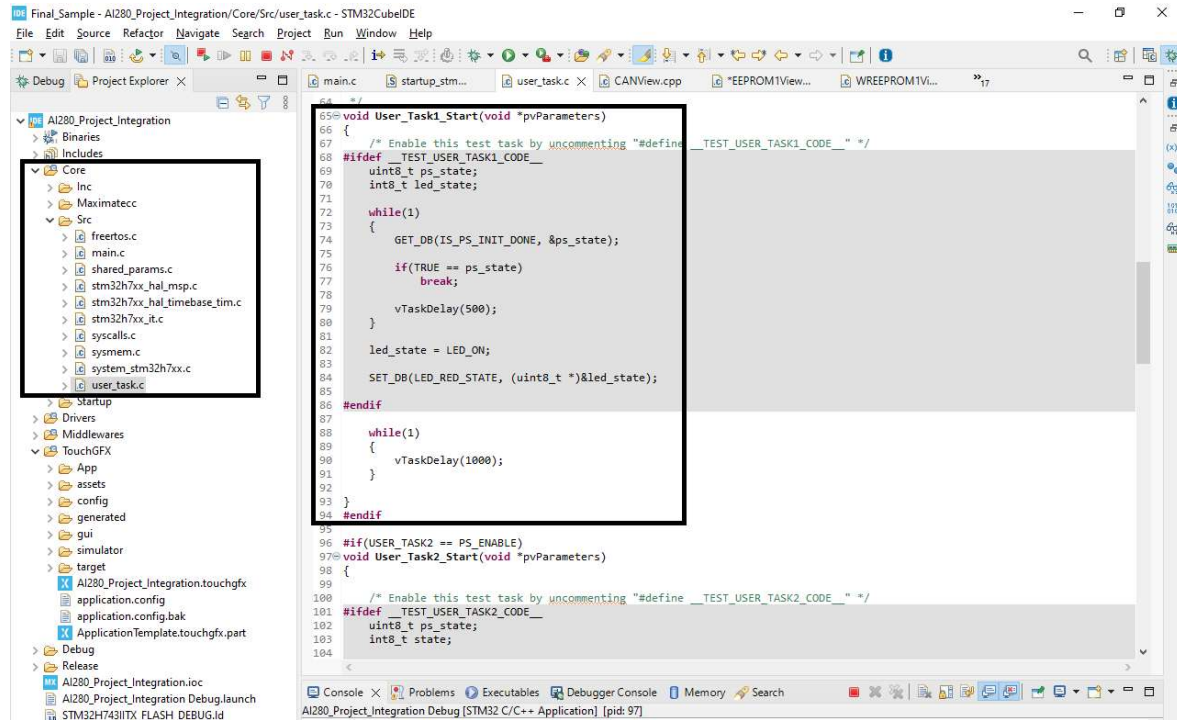 IDE Final_Sample - AI280_Project_Integration/Core/Src/user_task.c - STM32CubeIDE
File Edit Source Refactor Navigate Search Project Run Window Help
Debug Project Explorer
main.c startup_stm... user_task.c CANView.cpp *EEPROM1View... WREEPROM1Vi... »17
AI280_Project_Integration
Binaries
Includes
Core
Inc
Maximatecc
Src
freertos.c
main.c
shared_params.c
stm32h7xx_hal_msp.c
stm32h7xx_hal_timebase_tim.c
stm32h7xx_it.c
syscalls.c
sysmem.c
system_stm32h7xx.c
user_task.c
Startup
Drivers
Middlewares
TouchGFX
App
assets
config
generated
gui
simulator
target
AI280_Project_Integration.touchgfx
application.config
application.config.bak
ApplicationTemplate.touchgfx.part
Debug
Release
MX AI280_Project_Integration.ioc
AI280_Project_Integration Debug.launch
STM32H743IITX_FLASH_DEBUG.ld
64 */
65 void User_Task1_Start(void *pvParameters)
66 {
67 /* Enable this test task by uncommenting "#define __TEST_USER_TASK1_CODE__" */
68 #ifdef __TEST_USER_TASK1_CODE__
69 uint8_t ps_state;
70 int8_t led_state;
71
72 while(1)
73 {
74 GET_DB(IS_PS_INIT_DONE, &ps_state);
75
76 if(TRUE == ps_state)
77 break;
78
79 vTaskDelay(500);
80 }
81
82 led_state = LED_ON;
83
84 SET_DB(LED_RED_STATE, (uint8_t *)&led_state);
85
86 #endif
87
88 while(1)
89 {
90 vTaskDelay(1000);
91 }
92
93 }
94 #endif
95
96 #if(USER_TASK2 == PS_ENABLE)
97 void User_Task2_Start(void *pvParameters)
98 {
99
100 /* Enable this test task by uncommenting "#define __TEST_USER_TASK2_CODE__" */
101 #ifdef __TEST_USER_TASK2_CODE__
102 uint8_t ps_state;
103 int8_t state;
104
Console Problems Executables Debugger Console Memory Search
AI280_Project_Integration Debug [STM32 C/C++ Application] [pid: 97]